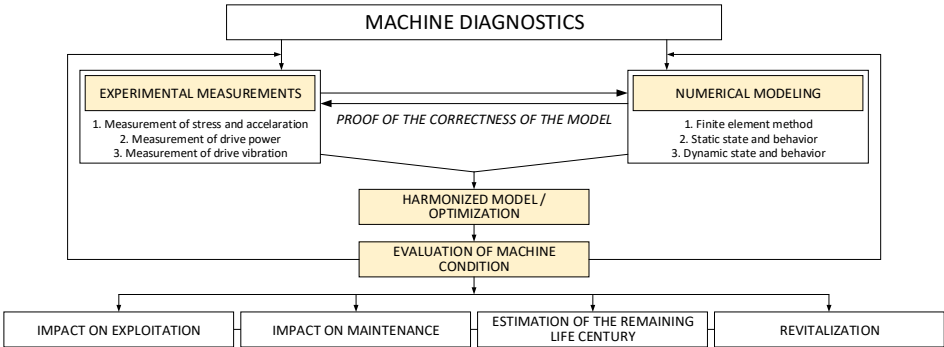 MACHINE DIAGNOSTICS
EXPERIMENTAL MEASUREMENTS
1. Measurement of stress and accelaration
2. Measurement of drive power
3. Measurement of drive vibration
PROOF OF THE CORRECTNESS OF THE MODEL
NUMERICAL MODELING
1. Finite element method
2. Static state and behavior
3. Dynamic state and behavior
HARMONIZED MODEL /
OPTIMIZATION
EVALUATION OF MACHINE
CONDITION
IMPACT ON EXPLOITATION
IMPACT ON MAINTENANCE
ESTIMATION OF THE REMAINING
LIFE CENTURY
REVITALIZATION